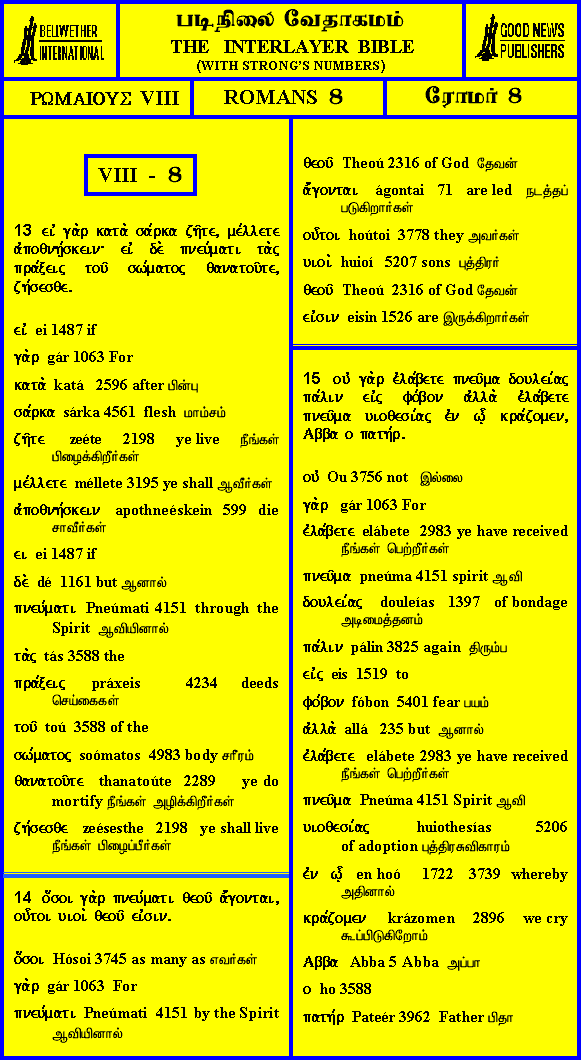 BELLWETHER
INTERNATIONAL
படிநிலை வேதாகமம்
THE INTERLAYER BIBLE
(WITH STRONG'S NUMBERS)
GOOD NEWS
PUBLISHERS
ΡΩΜΑΙΟΥΣ VIII
ROMANS 8
ரோமர் 8
VIII - 8
13 εἰ γὰρ κατὰ σάρκα ζῆτε, μέλλετε
ἀποθνῄσκειν· εἰ δὲ πνεύματι τὰς
πράξεις τοῦ σώματος θανατοῦτε,
ζήσεσθε.
εἰ ei 1487 if
γὰρ gár 1063 For
κατὰ katá 2596 after பின்பு
σάρκα sárka 4561 flesh மாம்சம்
ζῆτε zeéte 2198 ye live நீங்கள்
பிழைக்கிறீர்கள்
μέλλετε méllete 3195 ye shall ஆவீர்கள்
ἀποθνῄσκειν apothneéskein 599 die
சாவீர்கள்
ει ei 1487 if
δὲ dé 1161 but ஆனால்
πνεύματι Pneúmati 4151 through the
Spirit ஆவியினால்
τὰς tás 3588 the
πράξεις práxeis 4234 deeds
செய்கைகள்
τοῦ toú 3588 of the
σώματος soómatos 4983 body சரீரம்
θανατοῦτε thanatoúte 2289 ye do
mortify நீங்கள் அழிக்கிறீர்கள்
ζήσεσθε zeésesthe 2198 ye shall live
நீங்கள் பிழைப்பீர்கள்
14 ὅσοι γὰρ πνεύματι θεοῦ ἄγονται,
οὗτοι υιοὶ θεοῦ εἰσιν.
ὅσοι Hósoi 3745 as many as எவர்கள்
γὰρ gár 1063 For
πνεύματι Pneúmati 4151 by the Spirit
ஆவியினால்
θεοῦ Theoú 2316 of God தேவன்
ἄγονται ágontai 71 are led நடத்தப்
படுகிறார்கள்
οὗτοι hoútoi 3778 they அவர்கள்
υιοὶ huioí 5207 sons புத்திரர்
θεοῦ Theoú 2316 of God தேவன்
εἰσιν eisin 1526 are இருக்கிறார்கள்
15 οὐ γὰρ ἐλάβετε πνεῦμα δουλείας
πάλιν εἰς φόβον ἀλλὰ ἐλάβετε
πνεῦμα υιοθεσίας ἐν ᾧ κράζομεν,
Αββα ο πατήρ.
οὐ Ou 3756 not இல்லை
γὰρ gár 1063 For
ἐλάβετε elábete 2983 ye have received
நீங்கள் பெற்றீர்கள்
πνεῦμα pneúma 4151 spirit ஆவி
δουλείας douleías 1397 of bondage
அடிமைத்தனம்
πάλιν pálin 3825 again திரும்ப
εἰς eis 1519 to
φόβον fóbon 5401 fear பயம்
ἀλλὰ allá 235 but ஆனால்
ἐλάβετε elábete 2983 ye have received
நீங்கள் பெற்றீர்கள்
πνεῦμα Pneúma 4151 Spirit ஆவி
υιοθεσίας huiothesías 5206
of adoption புத்திரசுவிகாரம்
ἐν ᾧ en hoó 1722 3739 whereby
அதினால்
κράζομεν krázomen 2896 we cry
கூப்பிடுகிறோம்
Αββα Abba 5 Abba அப்பா
ο ho 3588
πατήρ Pateér 3962 Father பிதா